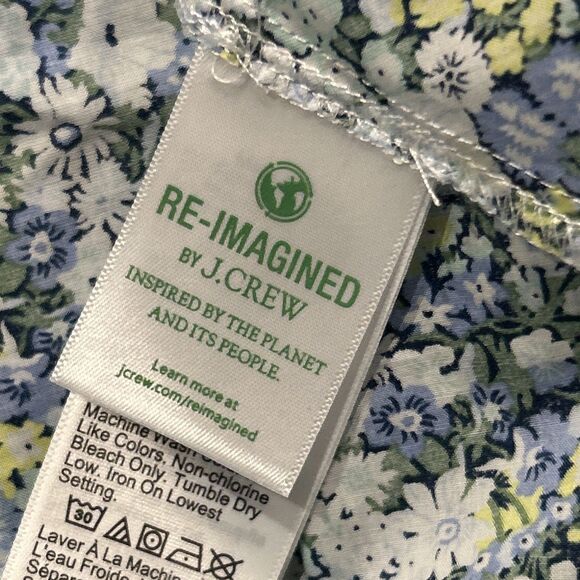 RE-IMAGINED
BY J.CREW
INSPIRED BY THE PLANET
AND ITS PEOPLE.
Learn more at
jcrew.com/reimagined
Machine Wash
Like Colors. Non-chlorine
Bleach Only. Tumble Dry
Low. Iron On Lowest
Setting.
30
Laver À La Machine
L'eau Froide